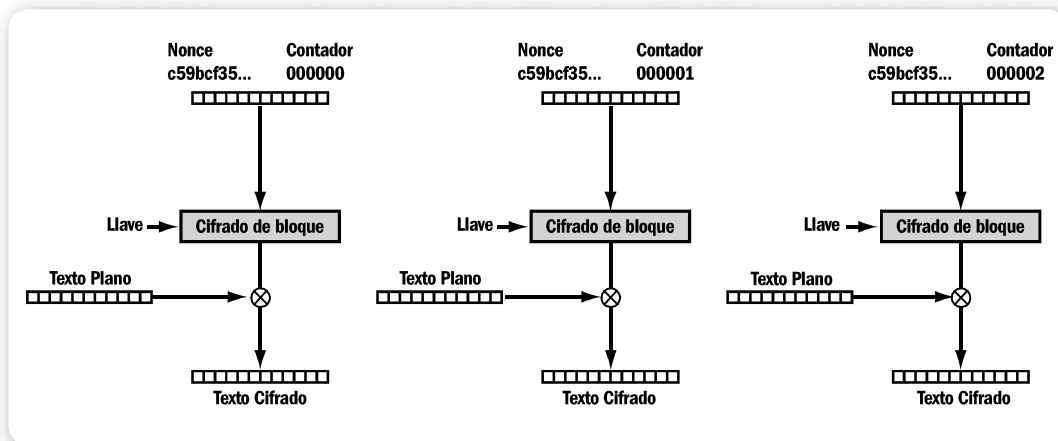 Nonce Contador
c59bcf35... 000000
Llave
Cifrado de bloque
Texto Plano
Texto Cifrado
Nonce Contador
c59bcf35... 000001
Llave
Cifrado de bloque
Texto Plano
Texto Cifrado
Nonce Contador
c59bcf35... 000002
Llave
Cifrado de bloque
Texto Plano
Texto Cifrado